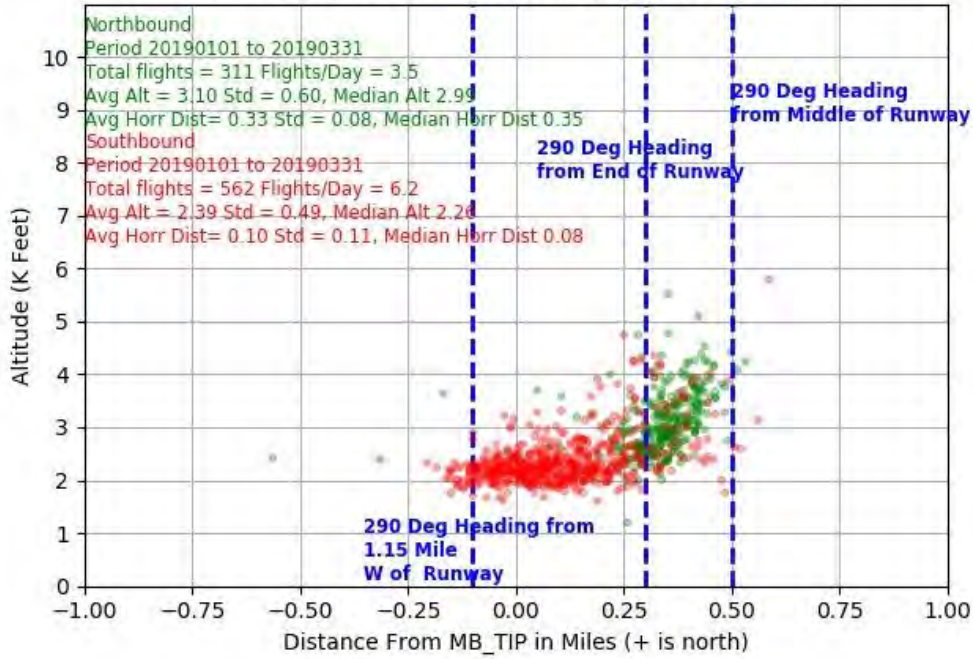 Northbound
Period 20190101 to 20190331
Total flights = 311 Flights/Day = 3.5
Avg Alt = 3.10 Std = 0.60, Median Alt 2.99
Avg Horr Dist= 0.33 Std = 0.08, Median Horr Dist 0.35
Southbound
Period 20190101 to 20190331
Total flights = 562 Flights/Day = 6.2
Avg Alt = 2.39 Std = 0.49, Median Alt 2.26
Avg Horr Dist= 0.10 Std = 0.11, Median Horr Dist 0.08
290 Deg Heading
from Middle of Runway
290 Deg Heading
from End of Runway
290 Deg Heading from
1.15 Mile
W of  Runway
Altitude (K Feet)
10
9
8
7
6
5
4
3
2
1
0
−1.00 −0.75 −0.50 −0.25 0.00 0.25 0.50 0.75 1.00
Distance From MB_TIP in Miles (+ is north)